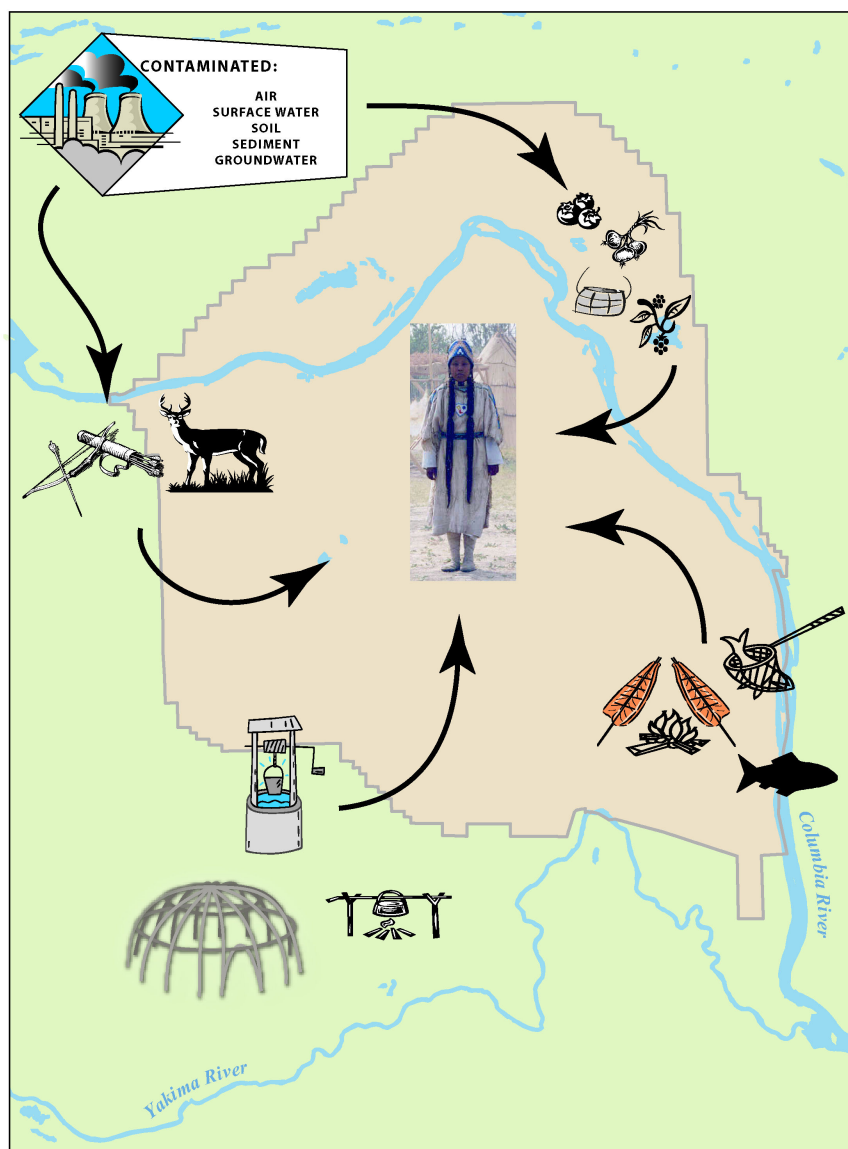 CONTAMINATED:
AIR
SURFACE WATER
SOIL
SEDIMENT
GROUNDWATER
Columbia River
Yakima River